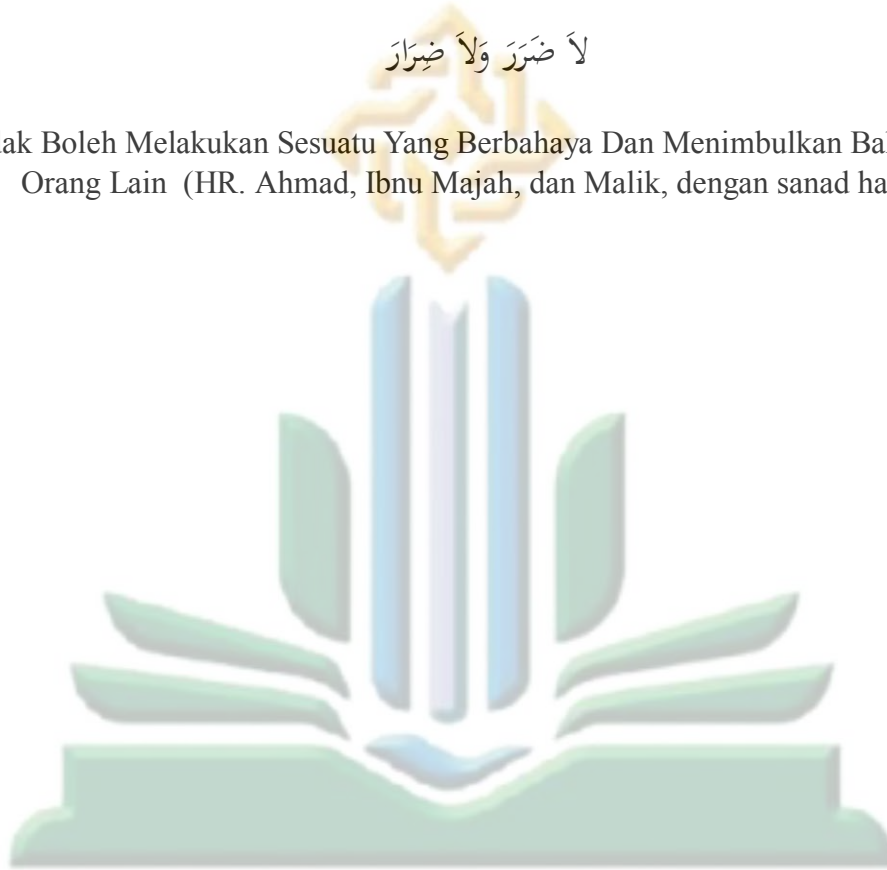 لاَ ضَرَرَ وَلاَ ضِرَارَ
Boleh Melakukan Sesuatu Yang Berbahaya Dan Menimbulkan
Orang Lain (HR. Ahmad, Ibnu Majah, dan Malik, dengan sanad